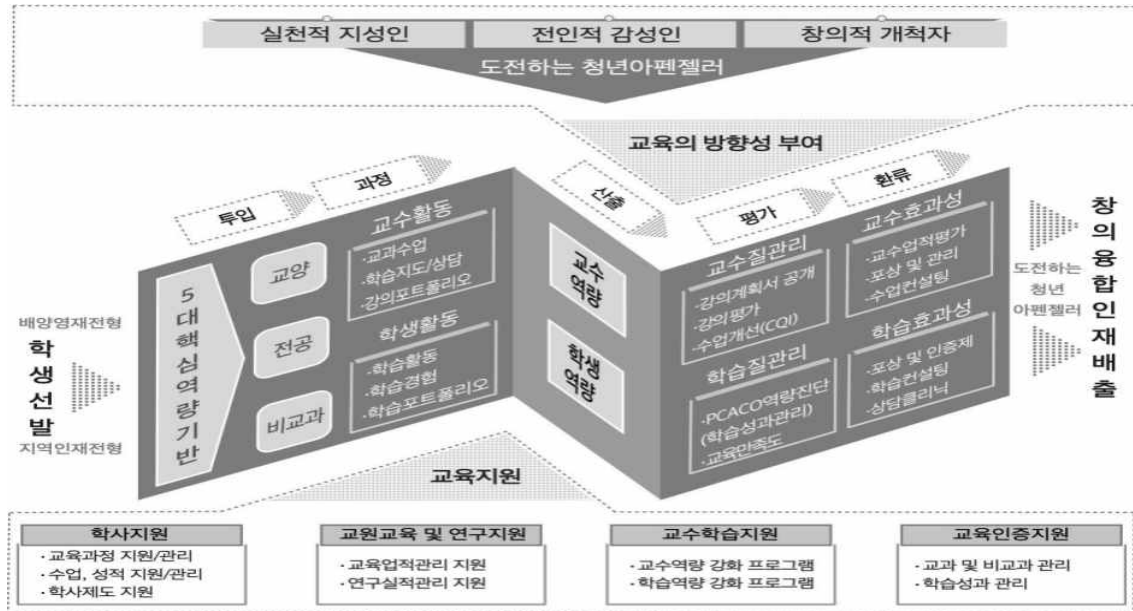 실천적 지성인
전인적 감성인
창의적 개척자
도전하는 청년아펜젤러
교육의 방향성 부여
투입
과정
산출
평가
환류
배양영재전형
학생선발
지역인재전형
5대핵심역량기반
교양
전공
비교과
교수활동
·교과수업
·학습지도/상담
·강의포트폴리오
학생활동
·학습활동
·학습경험
·학습포트폴리오
교수
역량
학생
역량
교수질관리
·강의계획서 공개
·강의평가
·수업개선(CQI)
학습질관리
·PCACO역량진단
(학습성과관리)
·교육만족도
교수효과성
·교수업적평가
·포상 및 관리
·수업컨설팅
학습효과성
·포상 및 인증제
·학습컨설팅
·상담클리닉
도전하는
청년
아펜젤러
창의융합인재배출
교육지원
학사지원
· 교육과정 지원/관리
· 수업, 성적 지원/관리
· 학사제도 지원
교원교육 및 연구지원
· 교육업적관리 지원
· 연구실적관리 지원
교수학습지원
· 교수역량 강화 프로그램
· 학습역량 강화 프로그램
교육인증지원
· 교과 및 비교과 관리
· 학습성과 관리